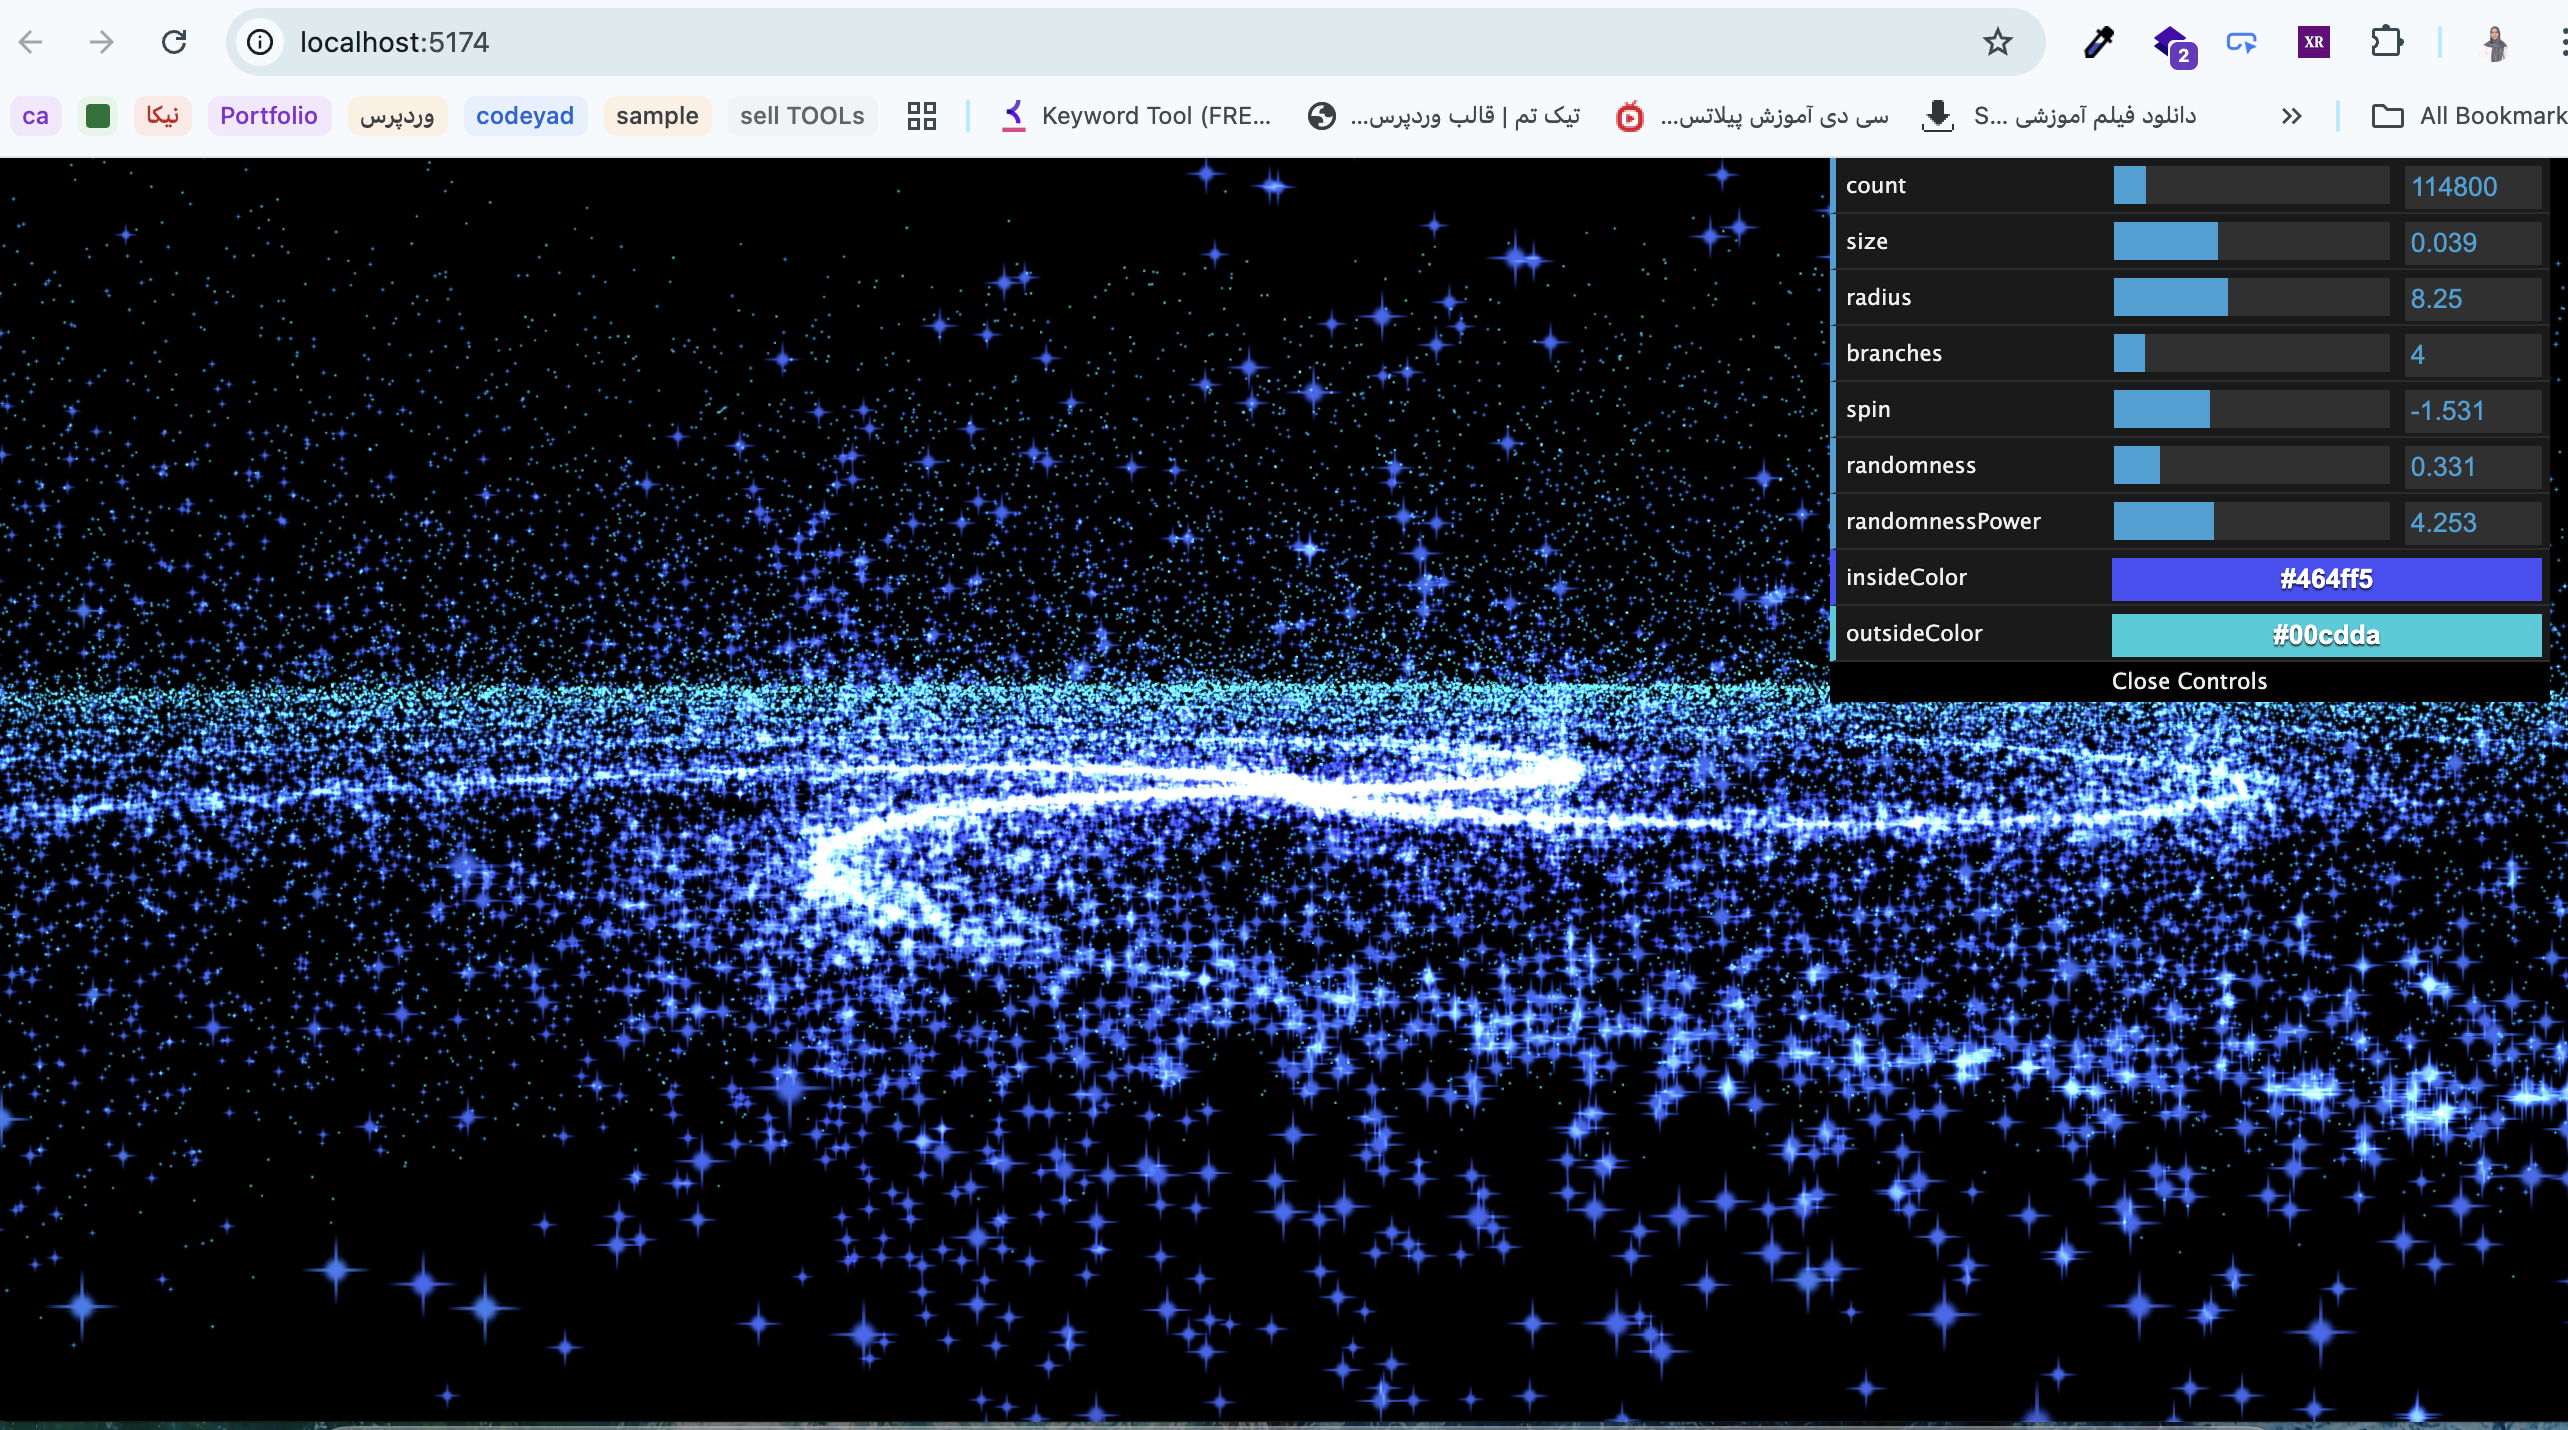 localhost:5174
ca نیکا Portfolio وردپرس codeyad sample sell TOOLs Keyword Tool (FRE... تیک تم | قالب وردپرس... سی دی آموزش پیلاتس... دانلود فیلم آموزشی S... » All Bookmark
2
XR
count 114800
size 0.039
radius 8.25
branches 4
spin -1.531
randomness 0.331
randomnessPower 4.253
insideColor #464ff5
outsideColor #00cdda
Close Controls